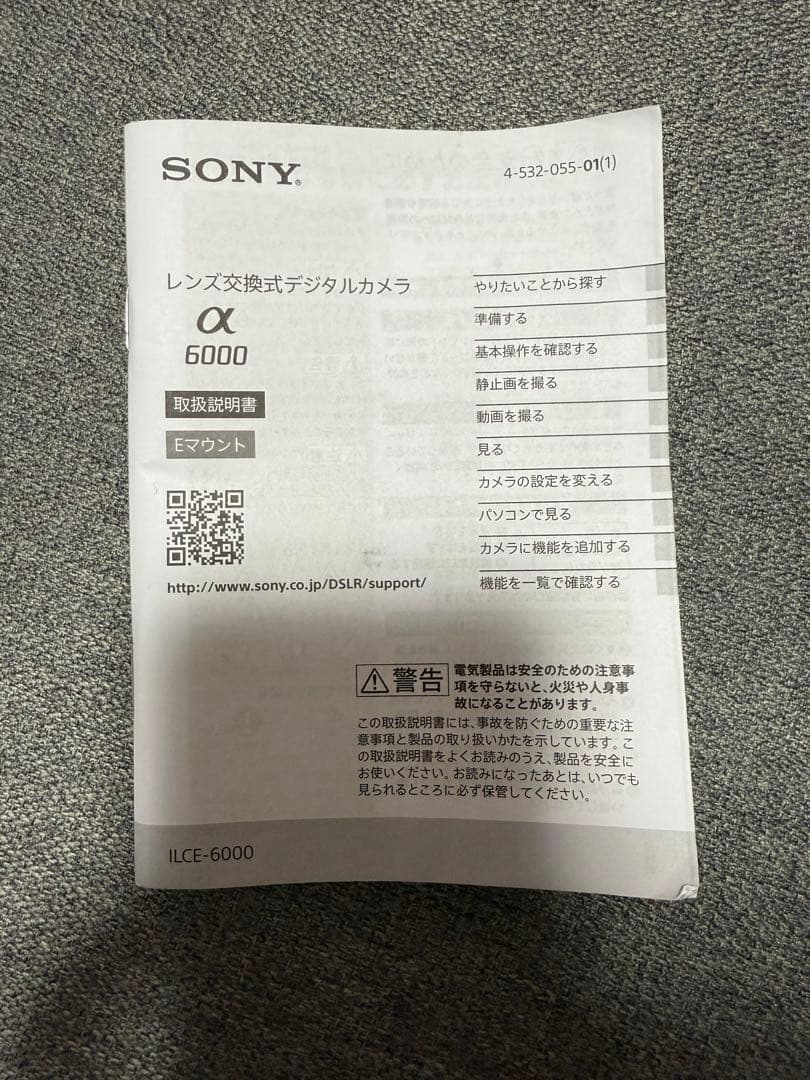 SONY®
4-532-055-01(1)
レンズ交換式デジタルカメラ
α
6000
取扱説明書
Eマウント
http://www.sony.co.jp/DSLR/support/
やりたいことから探す
準備する
基本操作を確認する
静止画を撮る
動画を撮る
見る
カメラの設定を変える
パソコンで見る
カメラに機能を追加する
機能を一覧で確認する
警告
電気製品は安全のための注意事
項を守らないと、火災や人身事
故になることがあります。
この取扱説明書には、事故を防ぐための重要な注
意事項と製品の取り扱いかたを示しています。こ
の取扱説明書をよくお読みのうえ、製品を安全に
お使いください。お読みになったあとは、いつでも
見られるところに必ず保管してください。
ILCE-6000